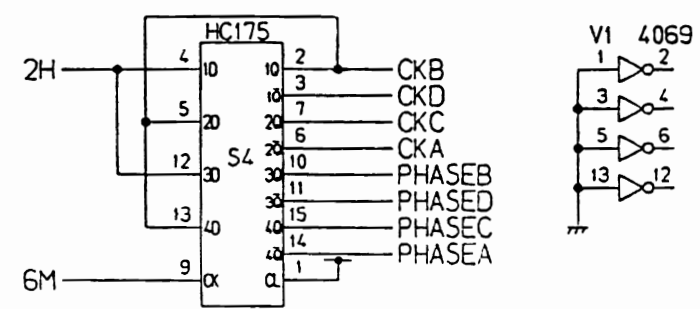 HC175
V1 4069
2H 4 1D 1Q 2 CKB
1Q̅ 3 CKD
5 2D 2Q 7 CKC
2Q̅ 6 CKA
12 3D S4 3Q 10 PHASEB
3Q̅ 11 PHASED
13 4D 4Q 15 PHASEC
4Q̅ 14 PHASEA
6M 9 CK CL 1
1 2
3 4
5 6
13 12